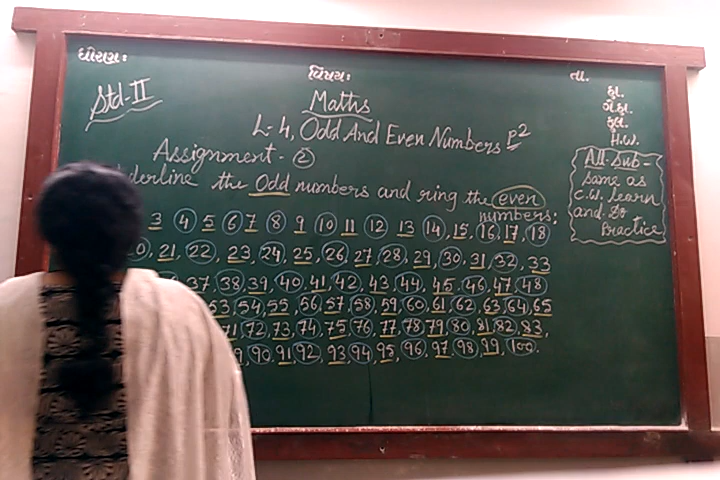 ધોરણઃ
વિષયઃ
તા.
Std-II
Maths
L-4, Odd And Even Numbers P2
Assignment - 2
the Odd numbers and ring the even
numbers:
3 4 5 6 7 8 9 10 11 12 13 14, 15, 16 17, 18
21, 22, 23, 24, 25, 26, 27, 28, 29, 30, 31, 32, 33
37, 38, 39, 40, 41, 42, 43, 44, 45, 46, 47, 48
53, 54, 55, 56, 57, 58, 59, 60, 61, 62, 63, 64, 65
71, 72, 73, 74, 75, 76, 77, 78, 79, 80, 81, 82, 83,
90, 91, 92, 93, 94, 95, 96, 97, 98, 99, 100.
કુા.
ગે.હા.
કુલ.
H.W.
All-Sub-
Same as
C.W. learn
and Do
Practice